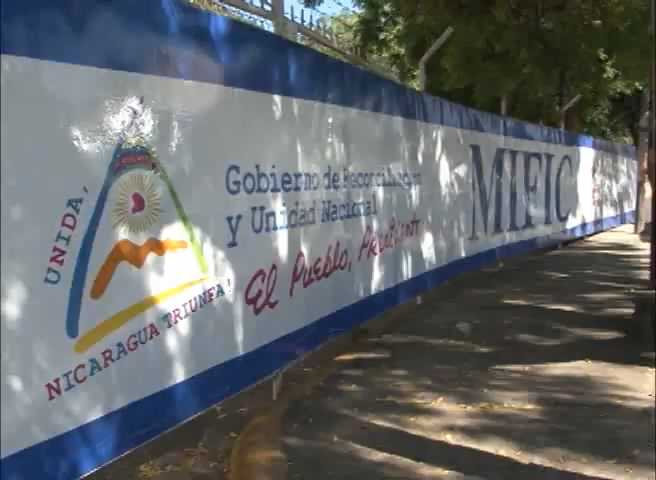 UNIDA,
NICARAGUA TRIUNFA!
Gobierno de Reconciliación
Y Unidad Nacional
El Pueblo, Presidente
MIFIC